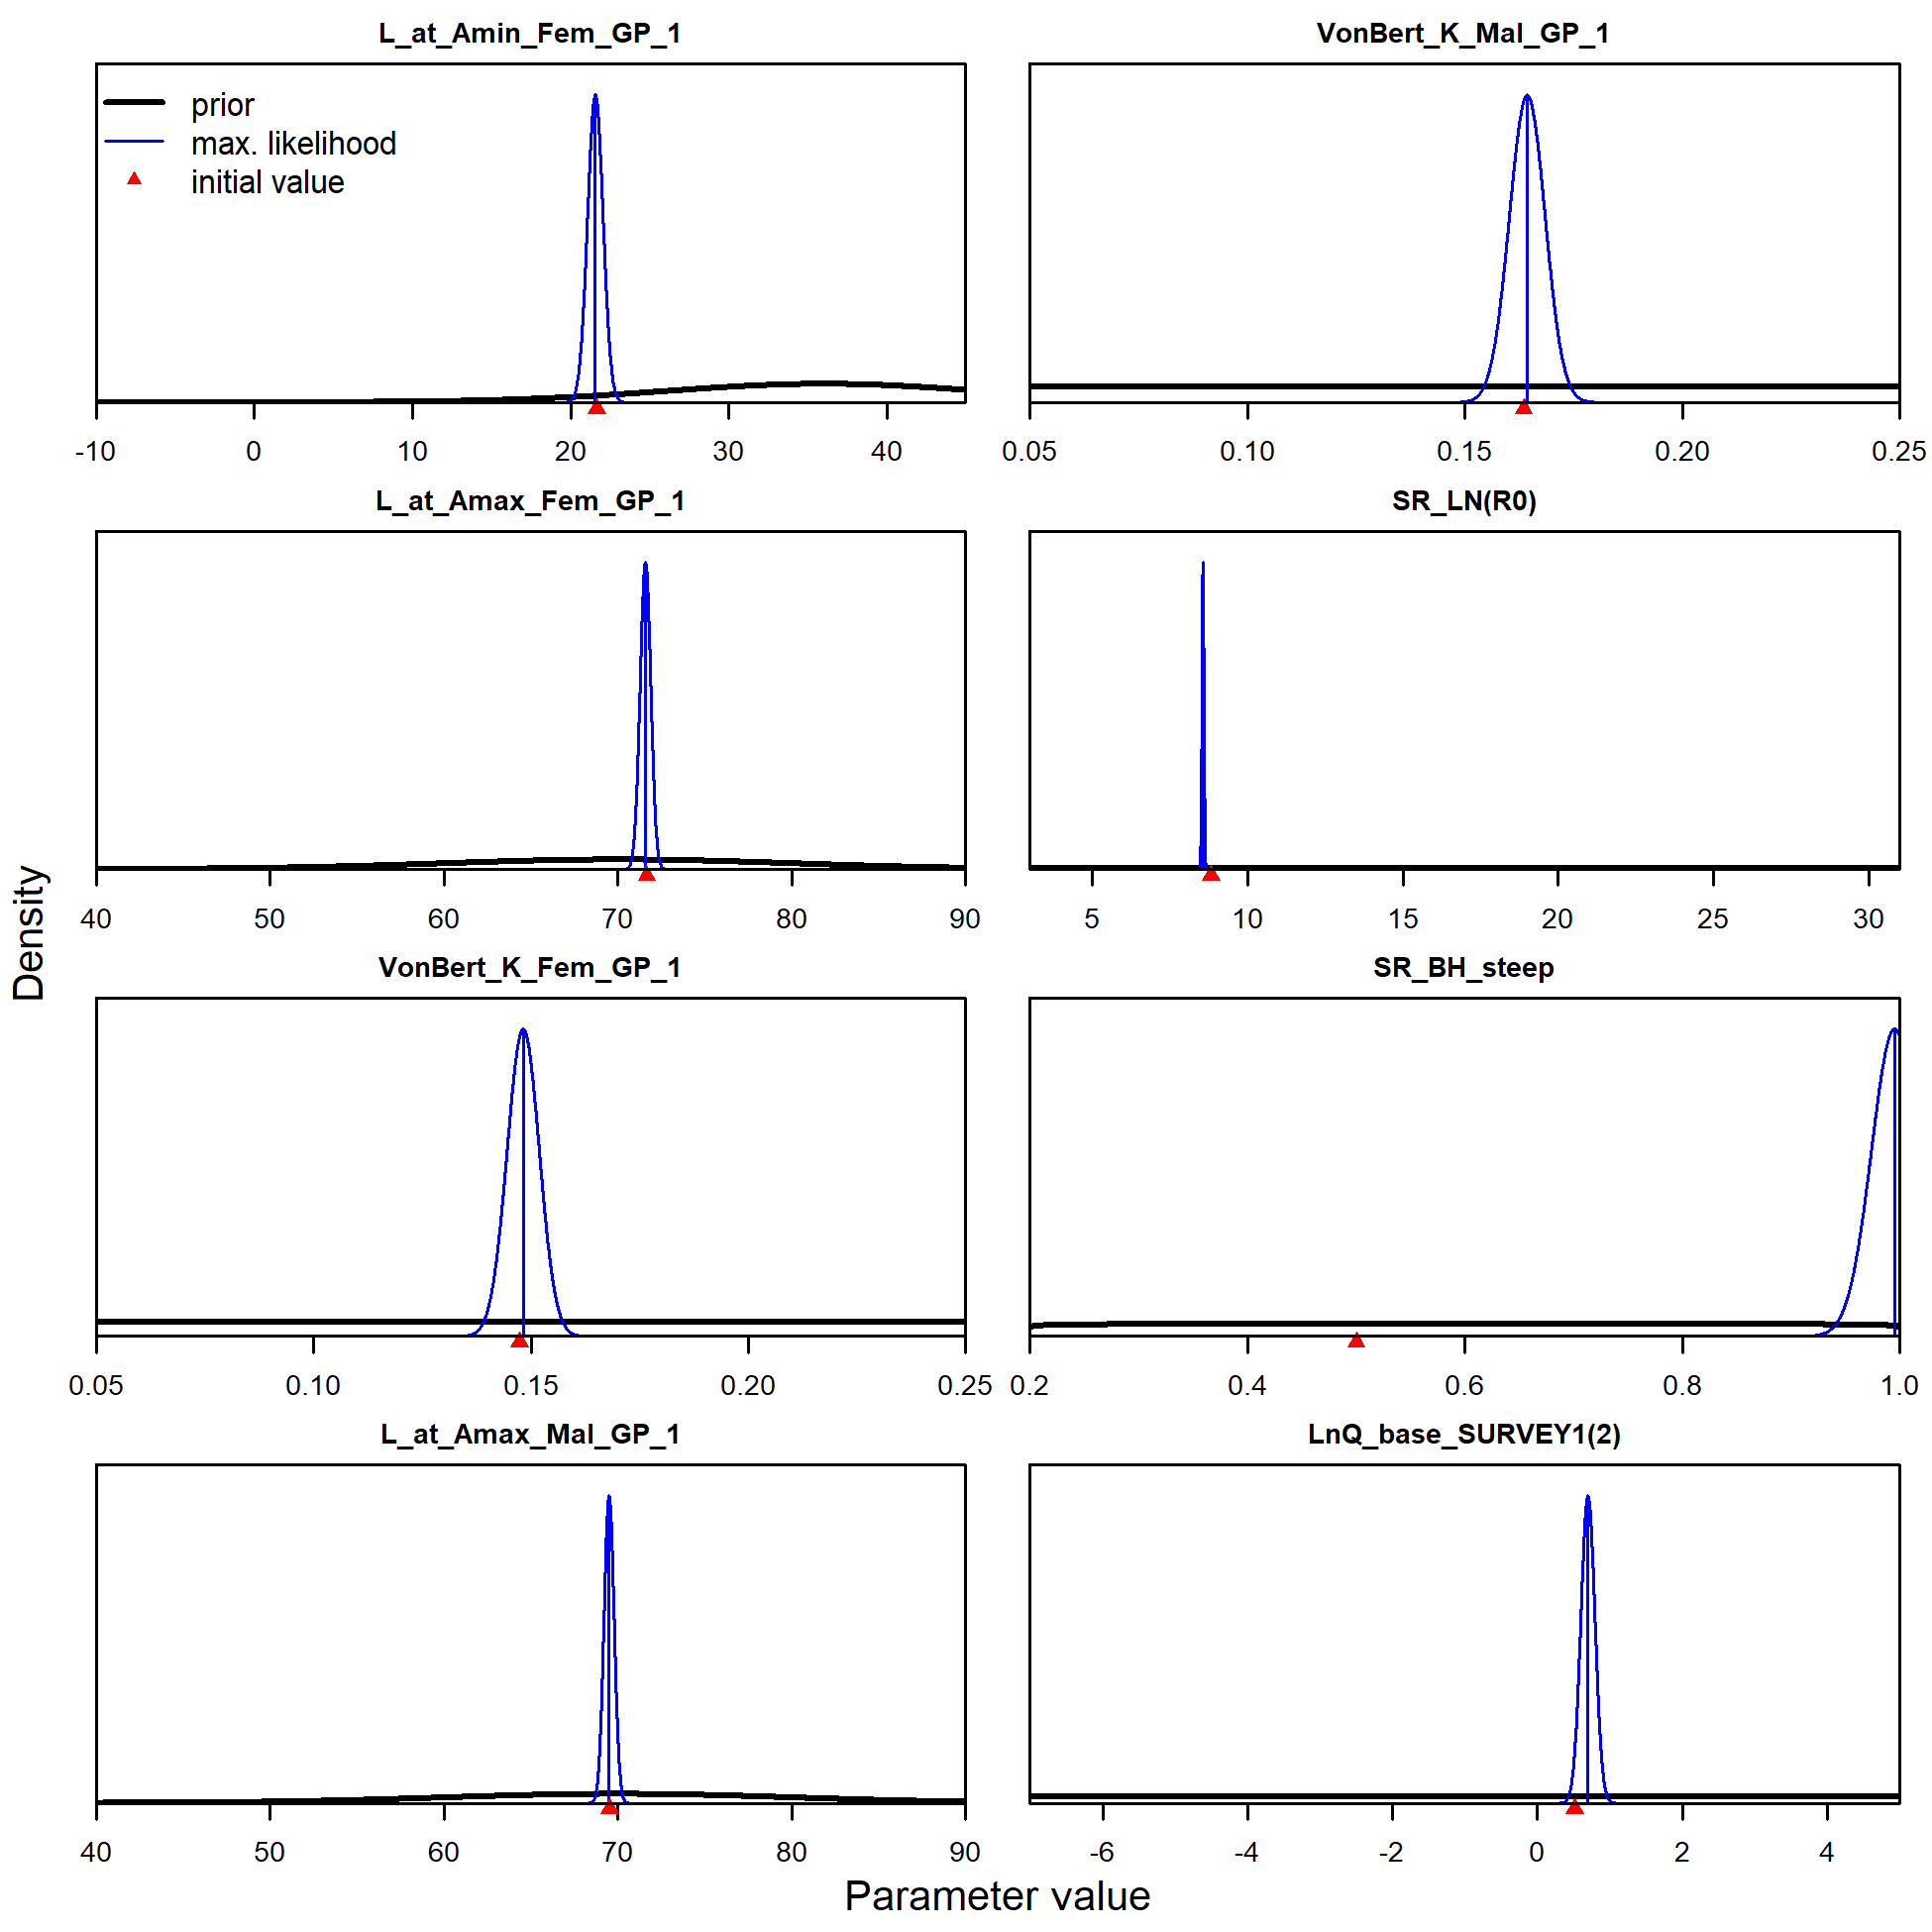 L_at_Amin_Fem_GP_1
prior
max. likelihood
initial value
-10 0 10 20 30 40
VonBert_K_Mal_GP_1
0.05 0.10 0.15 0.20 0.25
L_at_Amax_Fem_GP_1
40 50 60 70 80 90
SR_LN(R0)
5 10 15 20 25 30
VonBert_K_Fem_GP_1
0.05 0.10 0.15 0.20 0.25
SR_BH_steep
0.2 0.4 0.6 0.8 1.0
L_at_Amax_Mal_GP_1
40 50 60 70 80 90
LnQ_base_SURVEY1(2)
-6 -4 -2 0 2 4
Density
Parameter value